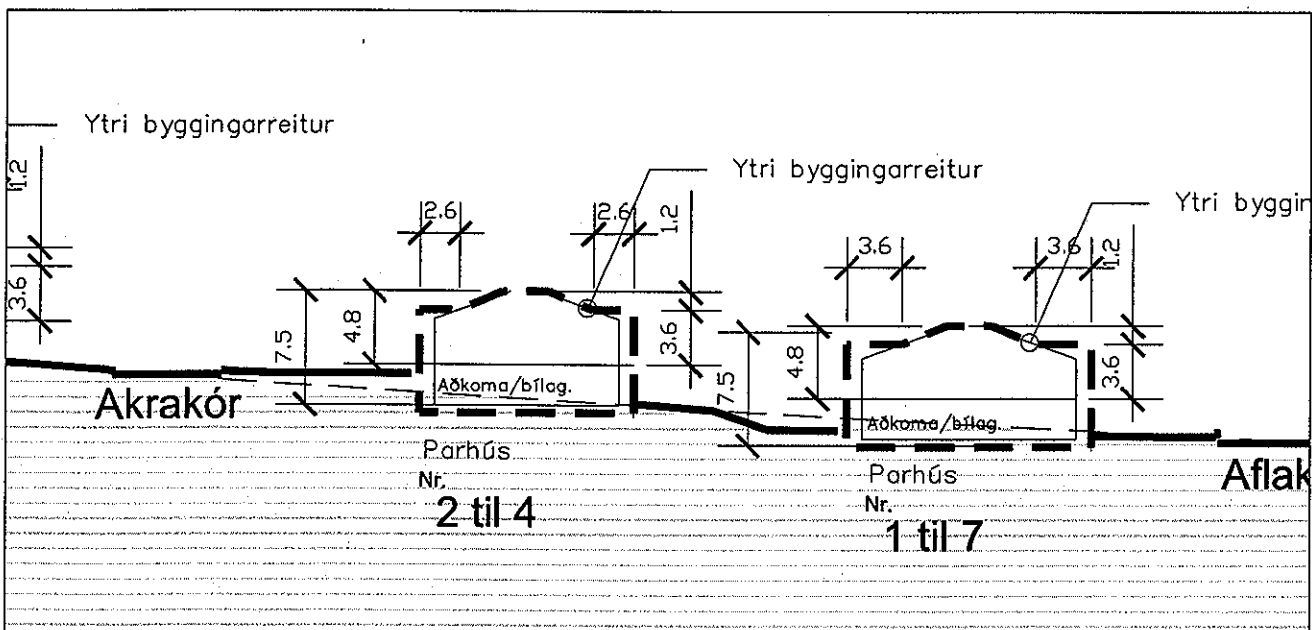 Ytri byggingarreitur
1.2
3.6
Ytri byggingarreitur
2.6
2.6
1.2
3.6
7.5
4.8
Aðkoma/bílag.
Akrakór
Parhús
Nr.
2 til 4
Ytri byggin
3.6
3.6
1.2
3.6
7.5
4.8
Aðkoma/bílag.
Parhús
Nr.
1 til 7
Aflak